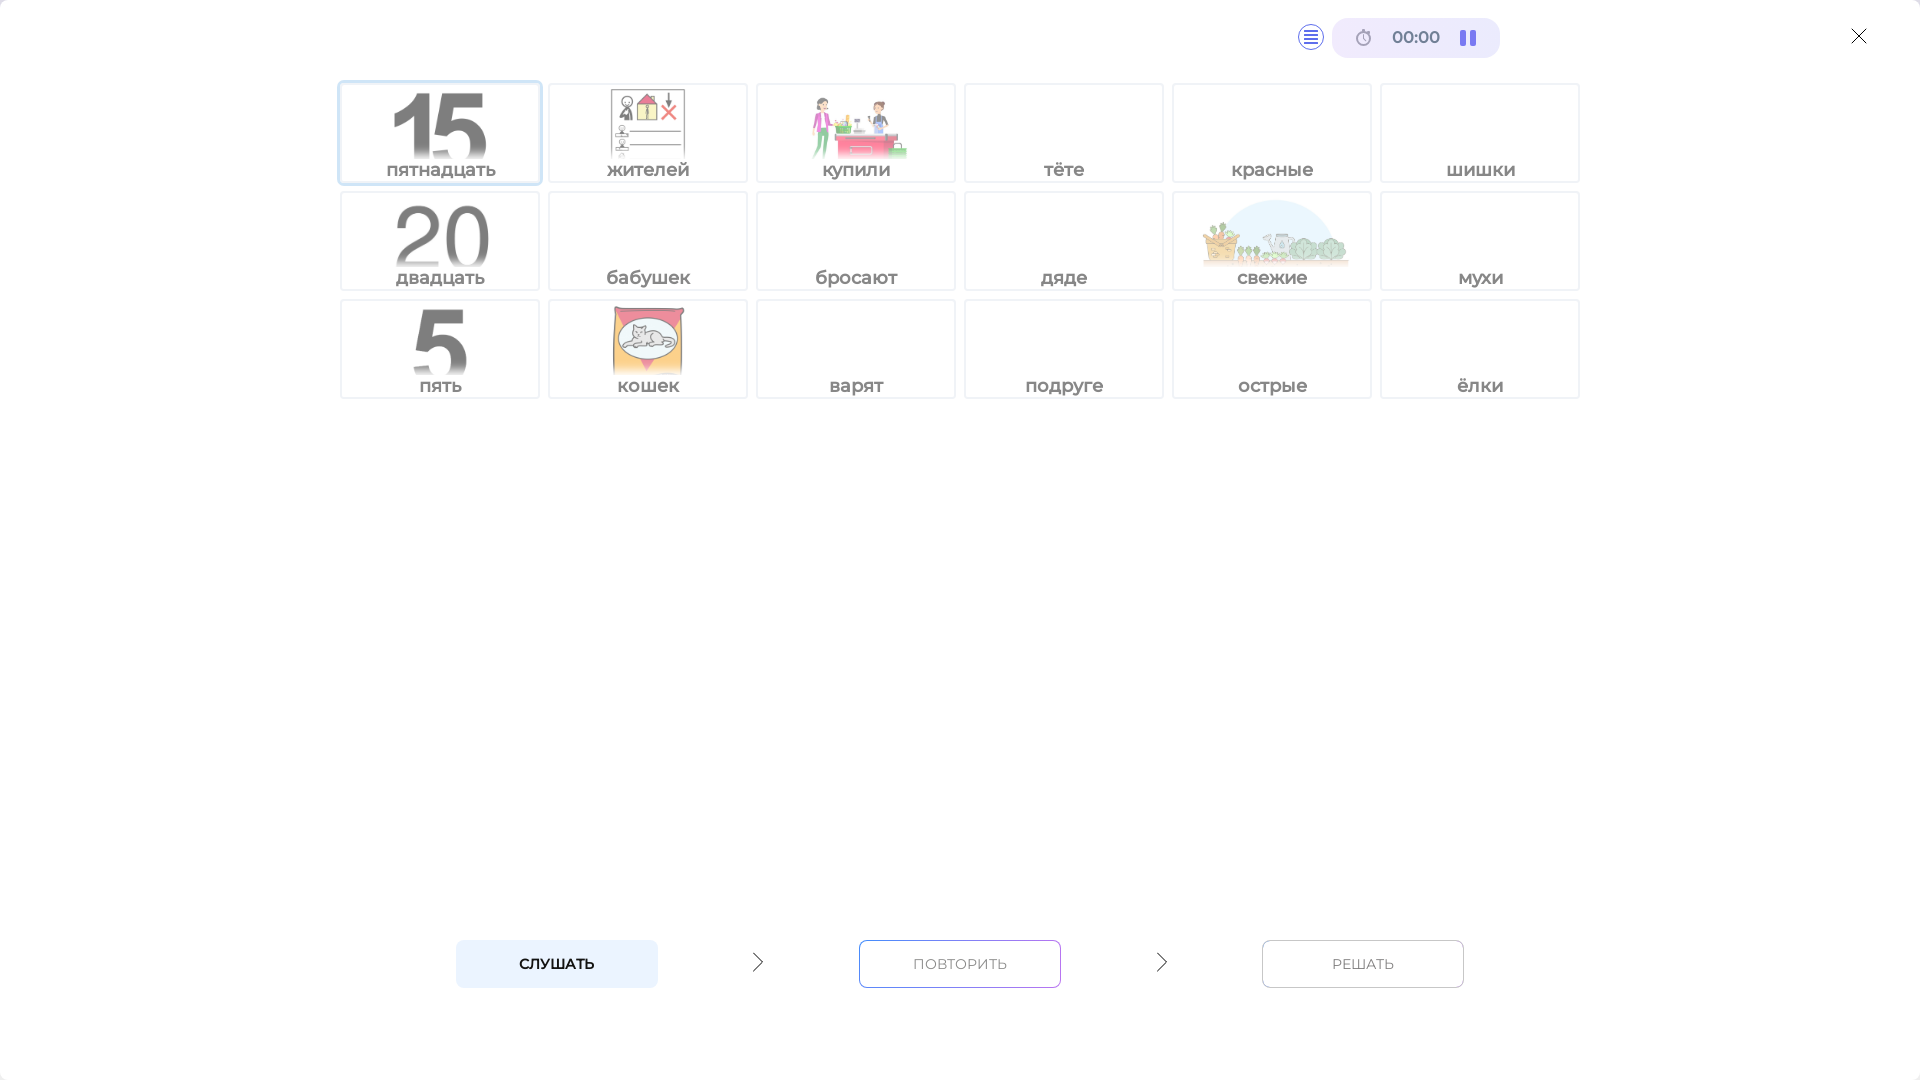 00:00
15
пятнадцать
жителей
купили
тёте
красные
шишки
20
двадцать
бабушек
бросают
дяде
свежие
мухи
5
пять
кошек
варят
подруге
острые
ёлки
СЛУШАТЬ
ПОВТОРИТЬ
РЕШАТЬ